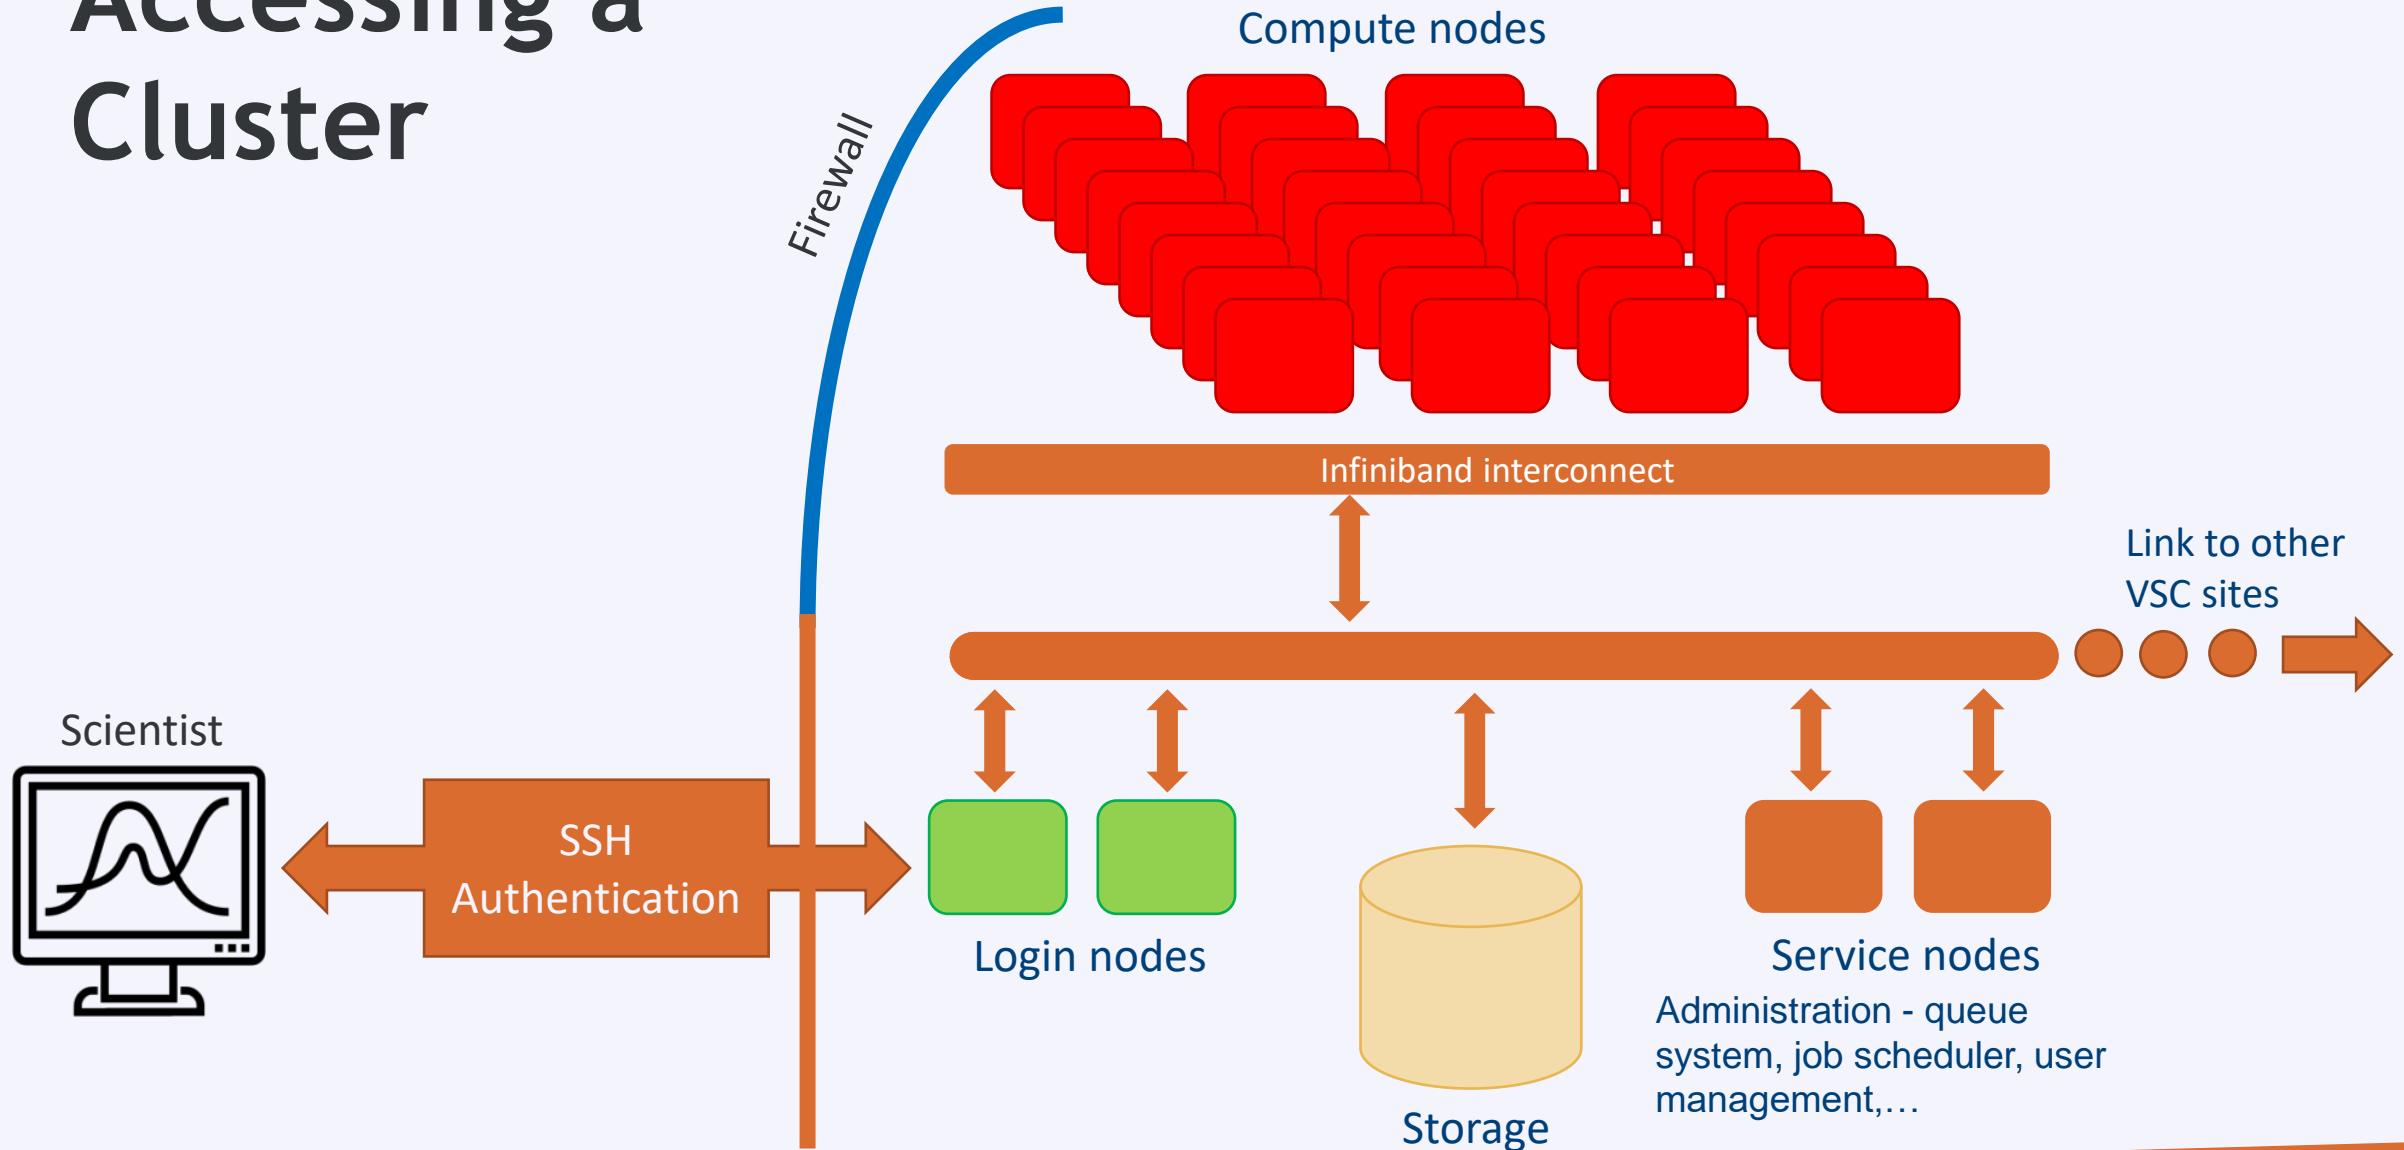 Accessing a
Cluster
Compute nodes
Firewall
Infiniband interconnect
Link to other
VSC sites
Scientist
SSH
Authentication
Login nodes
Storage
Service nodes
Administration - queue
system, job scheduler, user
management,…